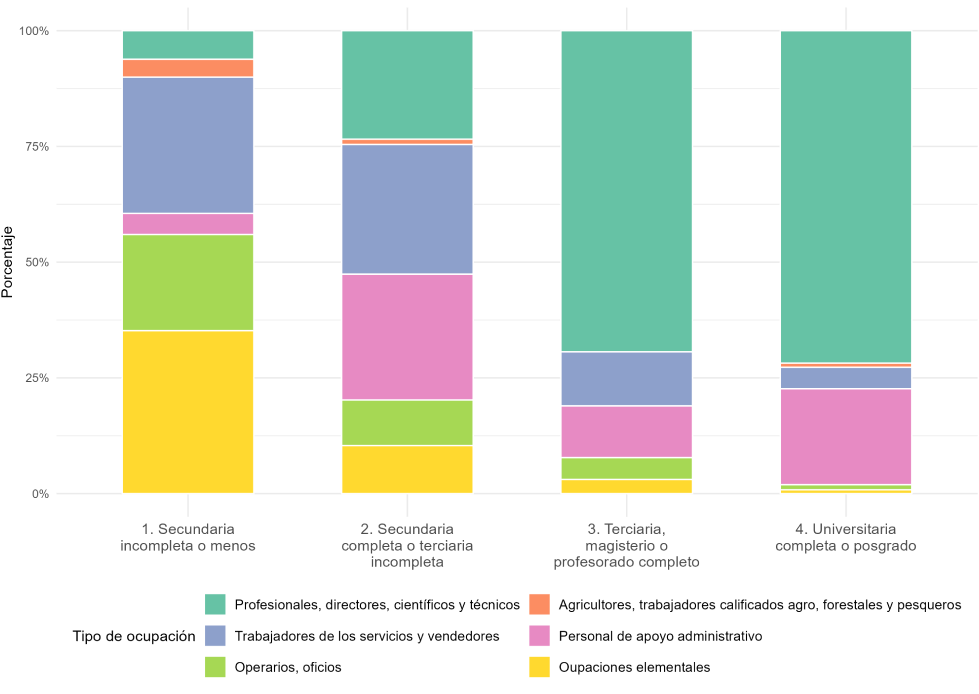 100%
75%
50%
25%
0%
Porcentaje
1. Secundaria
incompleta o menos
2. Secundaria
completa o terciaria
incompleta
3. Terciaria,
magisterio o
profesorado completo
4. Universitaria
completa o posgrado
Tipo de ocupación
Profesionales, directores, científicos y técnicos
Agricultores, trabajadores calificados agro, forestales y pesqueros
Trabajadores de los servicios y vendedores
Personal de apoyo administrativo
Operarios, oficios
Oupaciones elementales